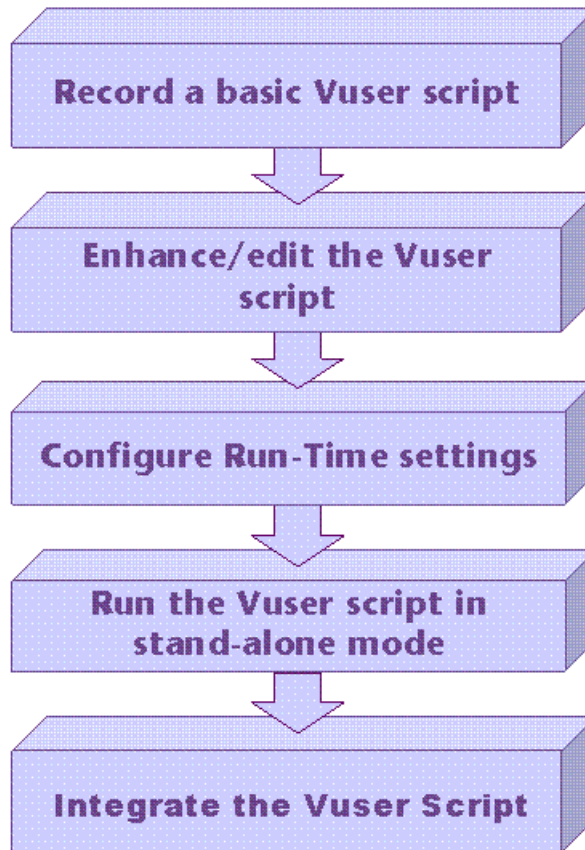 Record a basic Vuser script
Enhance/edit the Vuser
script
Configure Run-Time settings
Run the Vuser script in
stand-alone mode
Integrate the Vuser Script